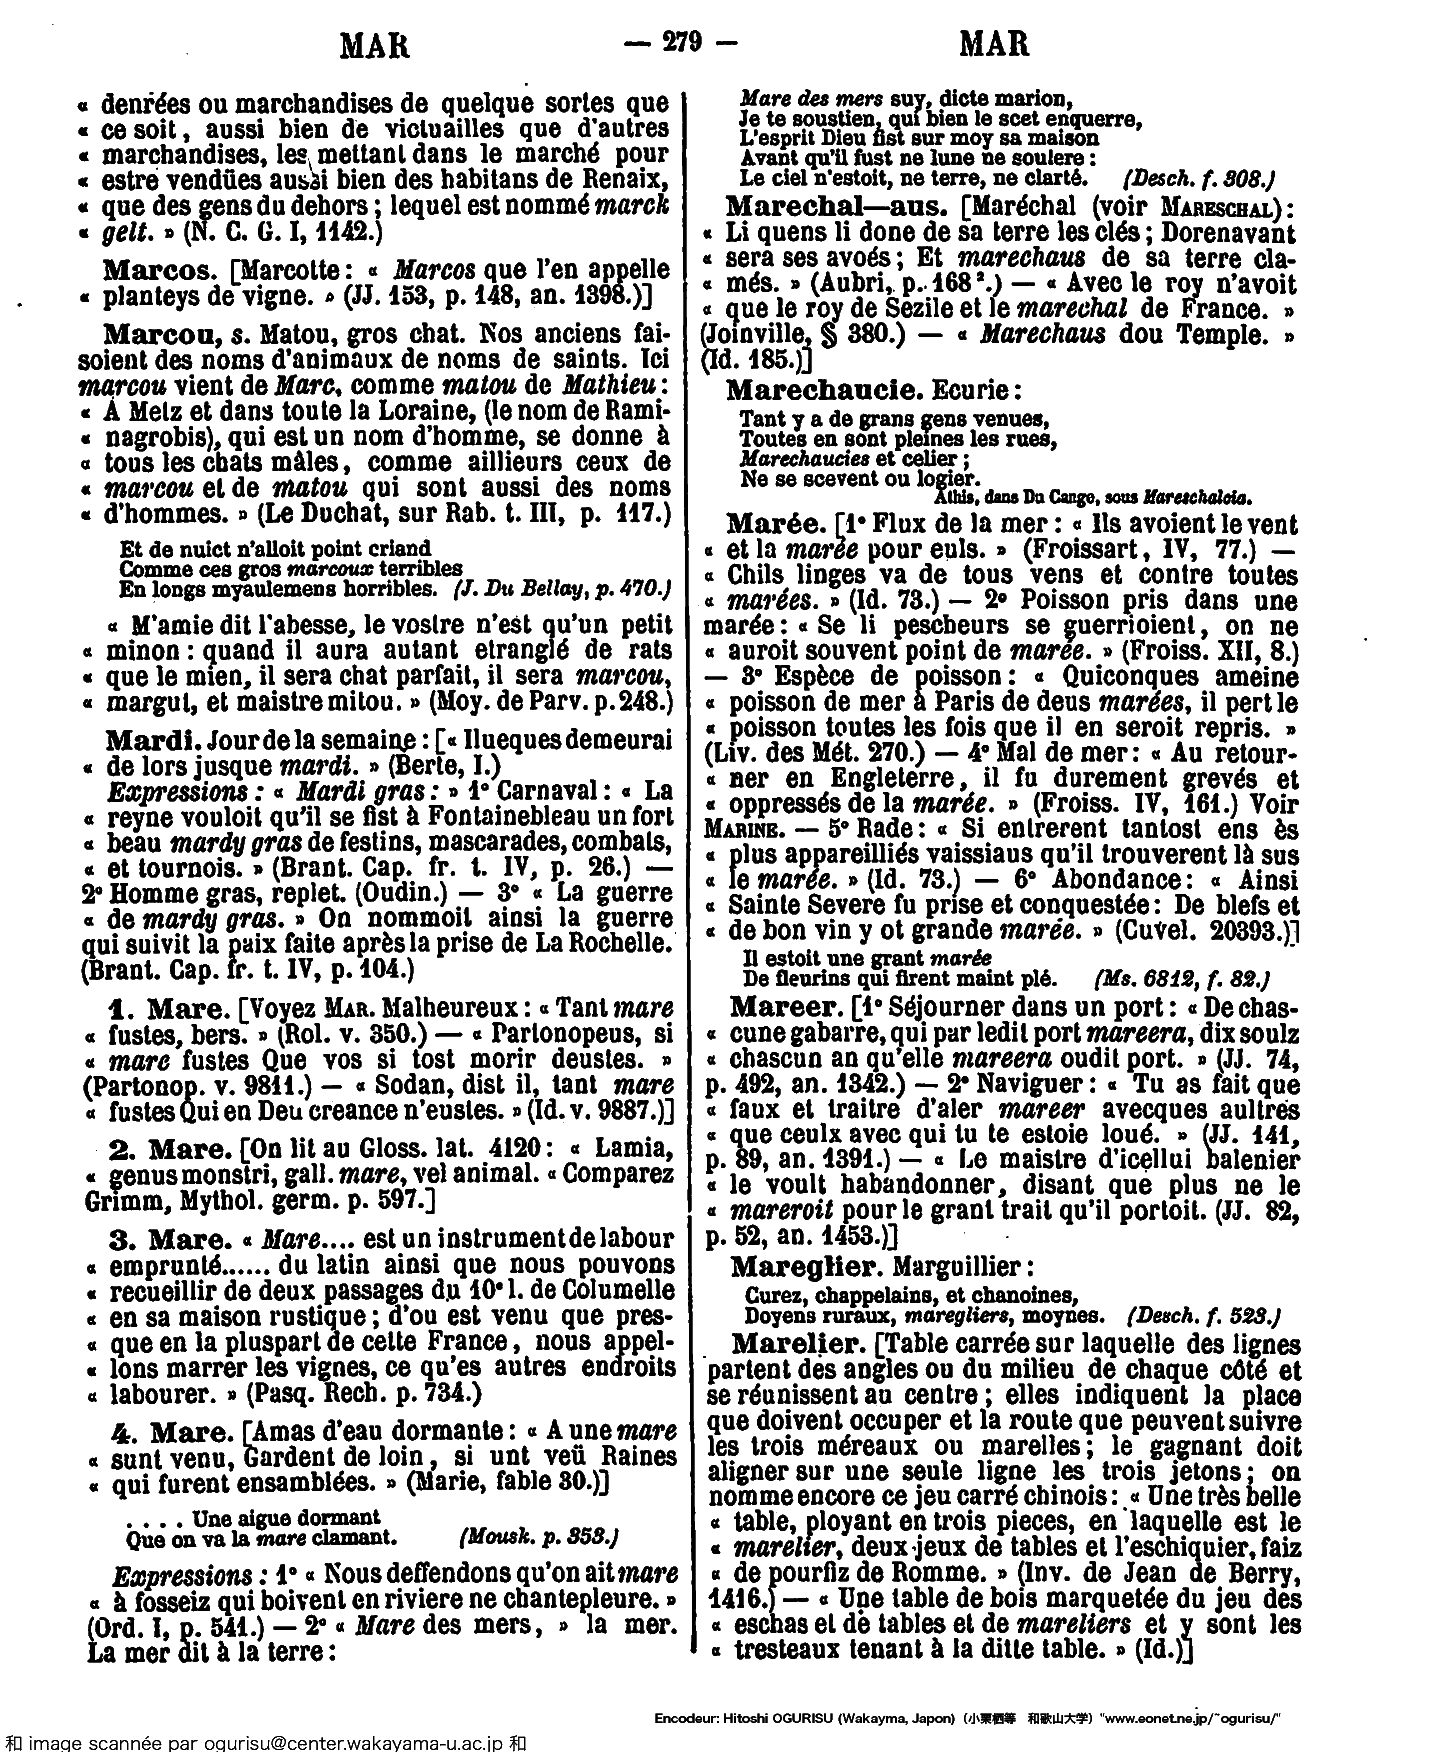 MAR — 279 — MAR
« denrées ou marchandises de quelque sortes que
« ce soit, aussi bien de victuailles que d'autres
« marchandises, les mettant dans le marché pour
« estre vendües aussi bien des habitans de Renaix,
« que des gens du dehors ; lequel est nommé marck
« gelt. » (N. C. G. I, 1142.)
Marcos. [Marcotte : « Marcos que l'en appelle
« planteys de vigne. » (JJ. 153, p. 148, an. 1398.)]
Marcou, s. Matou, gros chat. Nos anciens fai-
soient des noms d'animaux de noms de saints. Ici
marcou vient de Marc, comme matou de Mathieu :
« A Metz et dans toute la Loraine, (le nom de Rami-
« nagrobis), qui est un nom d'homme, se donne à
« tous les chats mâles, comme aillieurs ceux de
« marcou et de matou qui sont aussi des noms
« d'hommes. » (Le Duchat, sur Rab. t. III, p. 117.)
Et de nuict n'alloit point criand
Comme ces gros marcoux terribles
En longs myaulemens horribles. (J. Du Bellay, p. 470.)
« M'amie dit l'abesse, le vostre n'est qu'un petit
« minon : quand il aura autant etranglé de rats
« que le mien, il sera chat parfait, il sera marcou,
« margut, et maistre mitou. » (Moy. de Parv. p. 248.)
Mardi. Jour de la semaine : [« Ilueques demeurai
« de lors jusque mardi. » (Berte, I.)
Expressions : « Mardi gras : » 1° Carnaval : « La
« reyne vouloit qu'il se fist à Fontainebleau un fort
« beau mardy gras de festins, mascarades, combats,
« et tournois. » (Brant. Cap. fr. t. IV, p. 26.) —
2° Homme gras, replet. (Oudin.) — 3° « La guerre
« de mardy gras. » On nommoit ainsi la guerre
qui suivit la paix faite après la prise de La Rochelle.
(Brant. Cap. fr. t. IV, p. 104.)
1. Mare. [Voyez MAR. Malheureux : « Tant mare
« fustes, bers. » (Rol. v. 350.) — « Partonopeus, si
« mare fustes Que vos si tost morir deustes. »
(Partonop. v. 9811.) — « Sodan, dist il, tant mare
« fustes Qui en Deu creance n'eustes. » (Id. v. 9887.)]
2. Mare. [On lit au Gloss. lat. 4120 : « Lamia,
« genus monstri, gall. mare, vel animal. « Comparez
Grimm, Mythol. germ. p. 597.]
3. Mare. « Mare.... est un instrument de labour
« emprunté...... du latin ainsi que nous pouvons
« recueillir de deux passages du 10e l. de Columelle
« en sa maison rustique ; d'ou est venu que pres-
« que en la pluspart de cette France, nous appel-
« lons marrer les vignes, ce qu'es autres endroits
« labourer. » (Pasq. Rech. p. 734.)
4. Mare. [Amas d'eau dormante : « A une mare
« sunt venu, Gardent de loin, si unt veü Raines
« qui furent ensamblées. » (Marie, fable 30.)]
. . . . Une aigue dormant
Que on va la mare clamant. (Mousk. p. 353.)
Expressions : 1° « Nous deffendons qu'on ait mare
« à fosseiz qui boivent en riviere ne chantepleure. »
(Ord. I, p. 541.) — 2° « Mare des mers, » la mer.
La mer dit à la terre :
Mare des mers suy, dicte marion,
Je te soustien, qui bien le scet enquerre,
L'esprit Dieu fist sur moy sa maison
Avant qu'il fust ne lune ne soulere :
Le ciel n'estoit, ne terre, ne clarté. (Desch. f. 308.)
Marechal—aus. [Maréchal (voir MARESCHAL) :
« Li quens li done de sa terre les clés ; Dorenavant
« sera ses avoés ; Et marechaus de sa terre cla-
« més. » (Aubri, p. 168².) — « Avec le roy n'avoit
« que le roy de Sezile et le marechal de France. »
(Joinville, § 380.) — « Marechaus dou Temple. »
(Id. 185.)]
Marechaucie. Ecurie :
Tant y a de grans gens venues,
Toutes en sont pleines les rues,
Marechaucies et celier ;
Ne se scevent ou logier.
Athis, dans Du Cange, sous Marescalcia.
Marée. [1° Flux de la mer : « Ils avoient le vent
« et la marée pour euls. » (Froissart, IV, 77.) —
« Chils linges va de tous vens et contre toutes
« marées. » (Id. 73.) — 2° Poisson pris dans une
marée : « Se li pescheurs se guerrioient, on ne
« auroit souvent point de marée. » (Froiss. XII, 8.)
— 3° Espèce de poisson : « Quiconques ameine
« poisson de mer à Paris de deus marées, il pert le
« poisson toutes les fois que il en seroit repris. »
(Liv. des Mét. 270.) — 4° Mal de mer : « Au retour-
« ner en Engleterre, il fu durement grevés et
« oppressés de la marée. » (Froiss. IV, 161.) Voir
MARINE. — 5° Rade : « Si entrerent tantost ens ès
« plus appareilliés vaissiaus qu'il trouverent là sus
« le marée. » (Id. 73.) — 6° Abondance : « Ainsi
« Sainte Severe fu prise et conquestée : De blefs et
« de bon vin y ot grande marée. » (Cuvel. 20393.)]
Il estoit une grant marée
De fleurins qui firent maint plé. (Ms. 6812, f. 82.)
Mareer. [1° Séjourner dans un port : « De chas-
« cune gabarre, qui par ledit port mareera, dix soulz
« chascun an qu'elle mareera oudit port. » (JJ. 74,
p. 492, an. 1342.) — 2° Naviguer : « Tu as fait que
« faux et traitre d'aler mareer avecques aultres
« que ceulx avec qui tu te estoie loué. » (JJ. 141,
p. 89, an. 1391.) — « Le maistre d'icellui balenier
« le voult habandonner, disant que plus ne le
« mareroit pour le grant trait qu'il portoit. (JJ. 82,
p. 52, an. 1453.)]
Mareglier. Marguillier :
Curez, chappelains, et chanoines,
Doyens ruraux, maregliers, moynes. (Desch. f. 523.)
Marelier. [Table carrée sur laquelle des lignes
partent des angles ou du milieu de chaque côté et
se réunissent au centre ; elles indiquent la place
que doivent occuper et la route que peuvent suivre
les trois méreaux ou marelles ; le gagnant doit
aligner sur une seule ligne les trois jetons ; on
nomme encore ce jeu carré chinois : « Une très belle
« table, ployant en trois pieces, en laquelle est le
« marelier, deux jeux de tables et l'eschiquier, faiz
« de pourfiz de Romme. » (Inv. de Jean de Berry,
1416.) — « Une table de bois marquetée du jeu des
« eschas et de tables et de mareliers et y sont les
« tresteaux tenant à la ditte table. » (Id.)]
Encodeur: Hitoshi OGURISU (Wakayma, Japon) (小栗栖等 和歌山大学) "www.eonet.ne.jp/~ogurisu/"
和 image scannée par ogurisu@center.wakayama-u.ac.jp 和